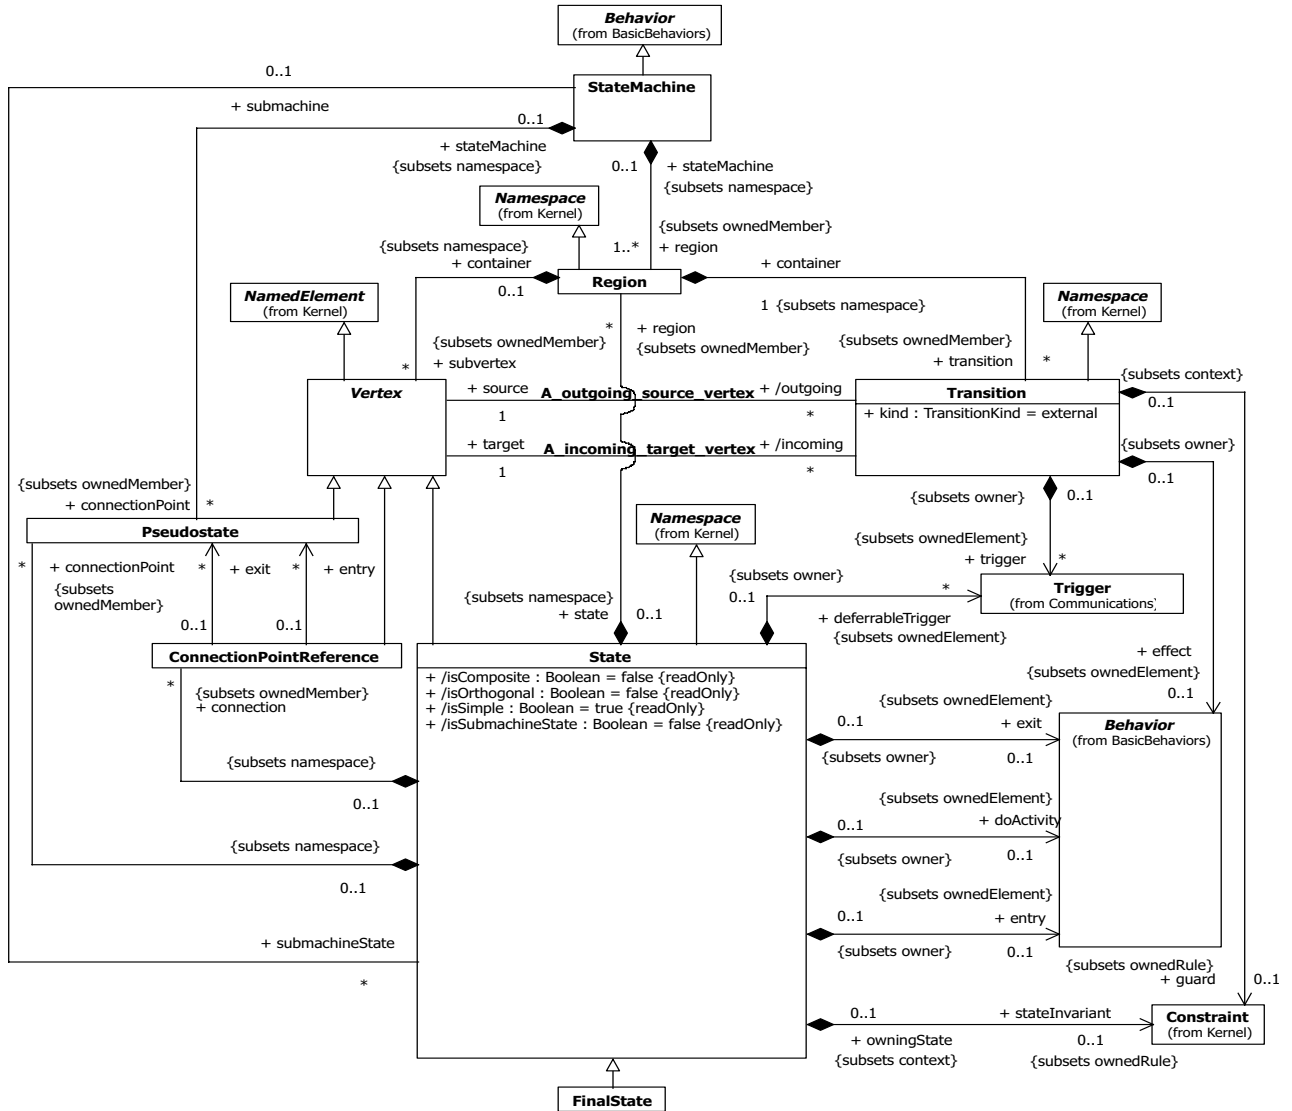 Behavior
(from BasicBehaviors)
0..1
StateMachine
+ submachine
0..1
+ stateMachine
{subsets namespace}
0..1
+ stateMachine
{subsets namespace}
Namespace
(from Kernel)
{subsets ownedMember}
1..*
+ region
{subsets namespace}
+ container
0..1
Region
+ container
1 {subsets namespace}
NamedElement
(from Kernel)
Namespace
(from Kernel)
*
+ region
{subsets ownedMember}
{subsets ownedMember}
+ subvertex
*
{subsets ownedMember}
+ transition
*
Vertex
+ source
1
A_outgoing_source_vertex
+ /outgoing
*
Transition
+ kind : TransitionKind = external
{subsets context}
0..1
+ target
1
A_incoming_target_vertex
+ /incoming
*
{subsets owner}
0..1
{subsets ownedMember}
+ connectionPoint
*
{subsets owner}
0..1
Pseudostate
Namespace
(from Kernel)
{subsets ownedElement}
+ trigger
*
*
+ connectionPoint
{subsets
ownedMember}
*
+ exit
*
+ entry
{subsets owner}
0..1
*
Trigger
(from Communications)
{subsets namespace}
+ state
0..1
+ deferrableTrigger
{subsets ownedElement}
0..1
0..1
ConnectionPointReference
State
+ /isComposite : Boolean = false {readOnly}
+ /isOrthogonal : Boolean = false {readOnly}
+ /isSimple : Boolean = true {readOnly}
+ /isSubmachineState : Boolean = false {readOnly}
+ effect
{subsets ownedElement}
0..1
*
{subsets ownedMember}
+ connection
{subsets ownedElement}
0..1
+ exit
{subsets owner}
0..1
Behavior
(from BasicBehaviors)
{subsets namespace}
0..1
{subsets ownedElement}
0..1
+ doActivity
{subsets owner}
0..1
{subsets namespace}
0..1
{subsets ownedElement}
0..1
+ entry
{subsets owner}
0..1
+ submachineState
*
{subsets ownedRule}
+ guard
0..1
0..1
+ stateInvariant
+ owningState
0..1
{subsets context}
{subsets ownedRule}
Constraint
(from Kernel)
FinalState